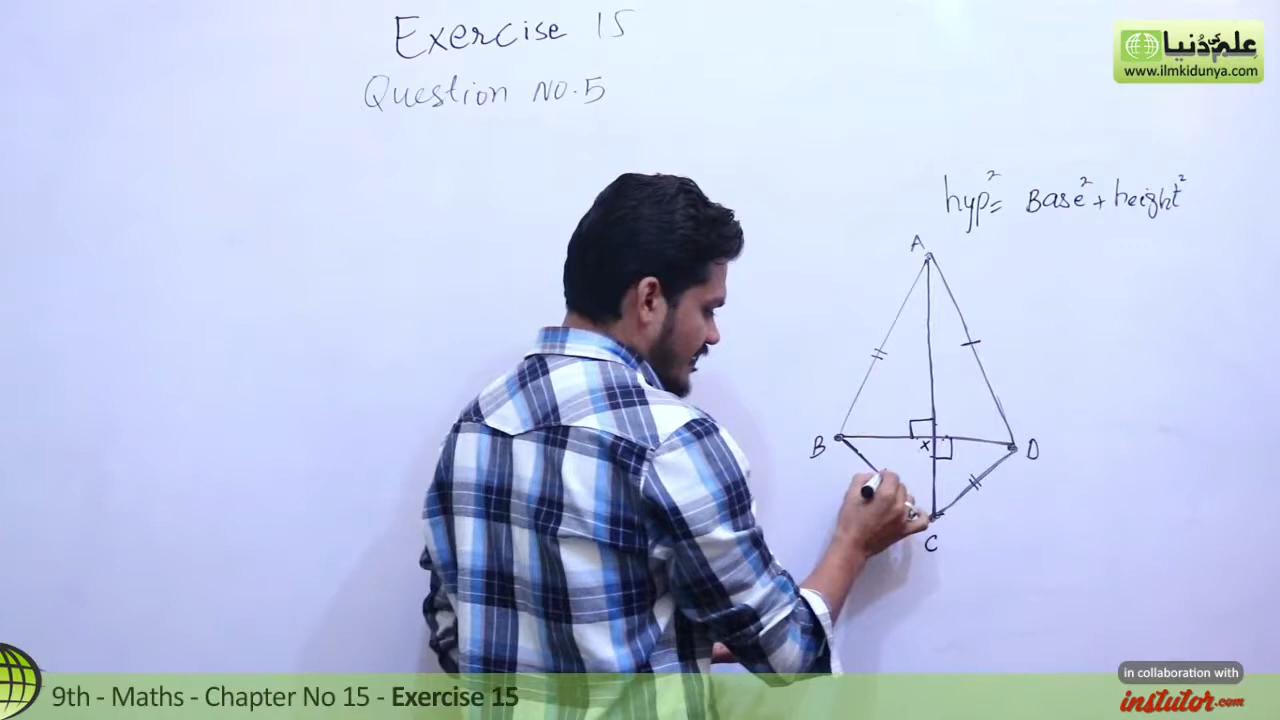 Exercise 15
Question No.5
علم کی دُنیا
www.ilmkidunya.com
hyp² = Base² + height²
A
B
x
D
C
in collaboration with
instutor.com
9th - Maths - Chapter No 15 - Exercise 15